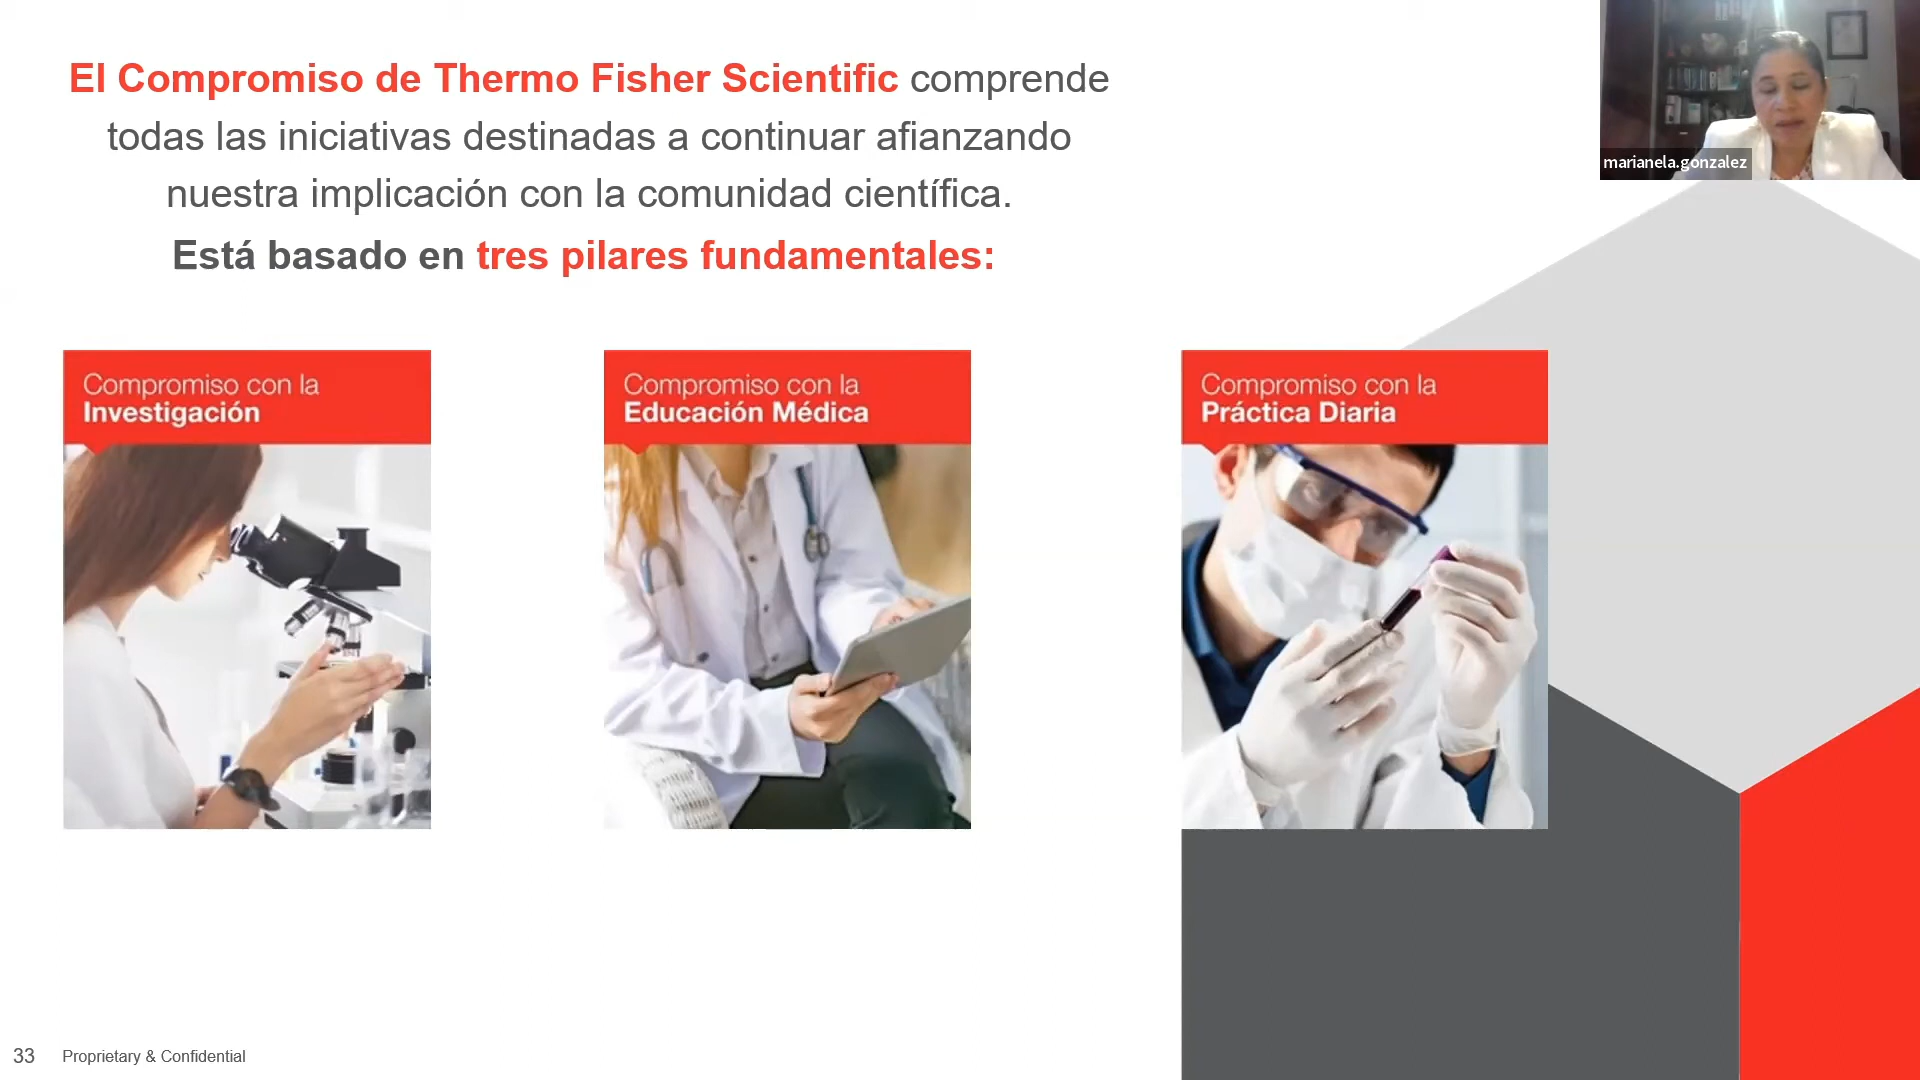 El Compromiso de Thermo Fisher Scientific comprende
todas las iniciativas destinadas a continuar afianzando
nuestra implicación con la comunidad científica.
Está basado en tres pilares fundamentales:
marianela.gonzalez
Compromiso con la
Investigación
Compromiso con la
Educación Médica
Compromiso con la
Práctica Diaria
33 Proprietary & Confidential